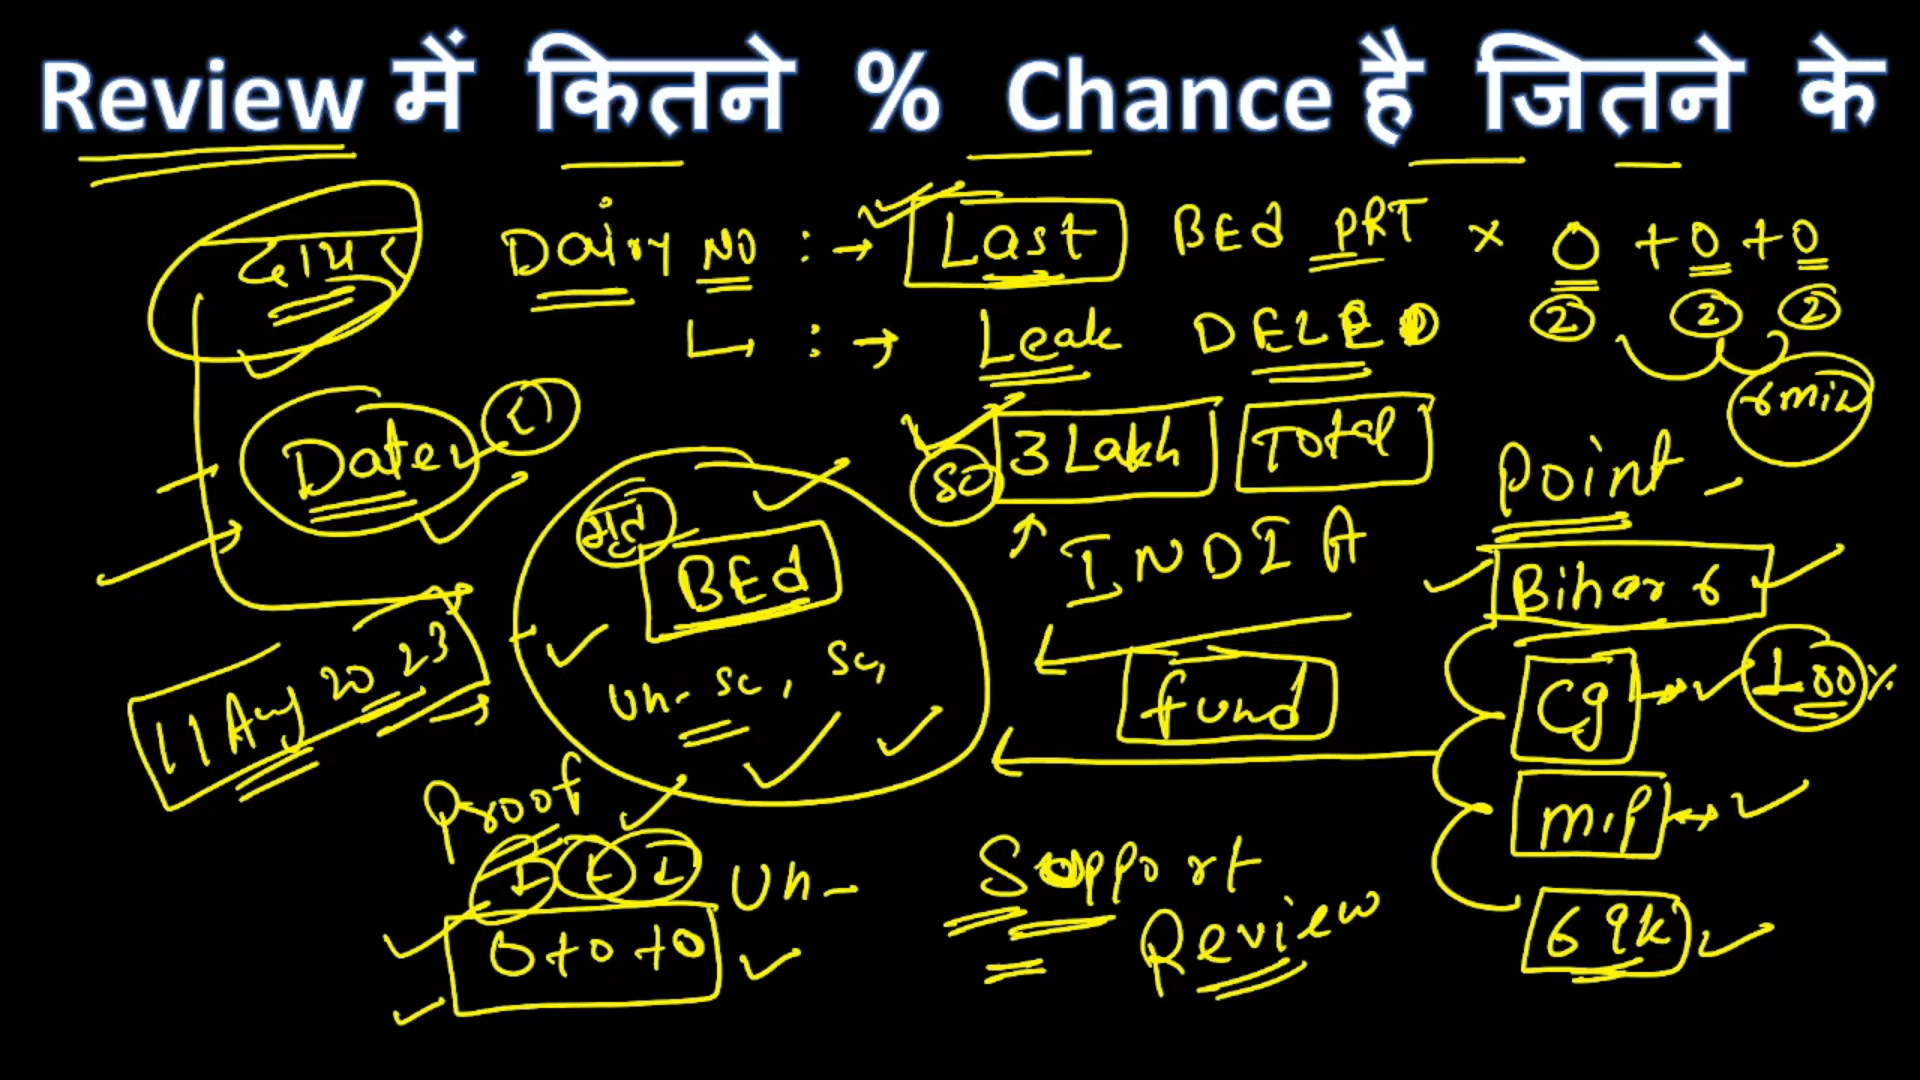 Review में कितने % Chance है जितने के
दायर
Dairy NO : → Last BEd PRT × 0 + 0 + 0
2 2 2
: → Leak DELED
6 min
Date
3 Lakh Total
50
Point
BEd
INDIA
Bihar 6
Un-sc, sc,
11 Aug 2023
fund
Cg 100%
Proof
M.P
I I I Un-
Support
0+0+0
Review
69k